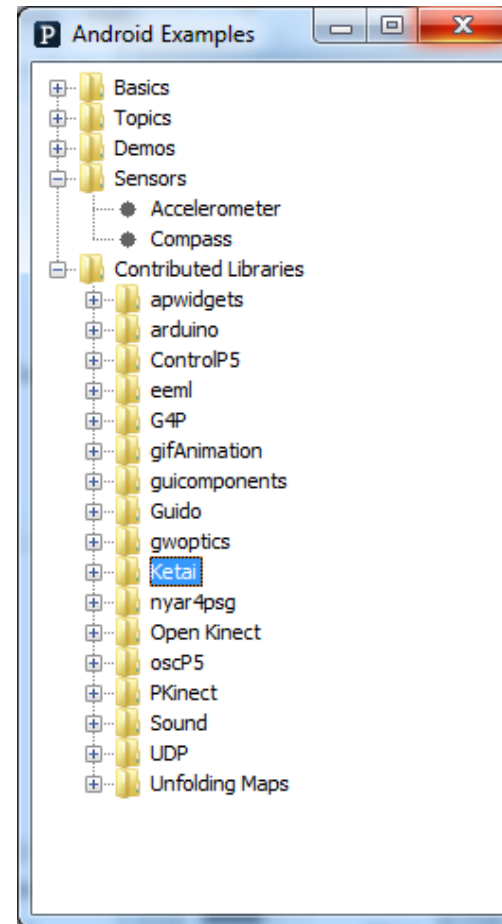 P Android Examples
Basics
Topics
Demos
Sensors
Accelerometer
Compass
Contributed Libraries
apwidgets
arduino
ControlP5
eeml
G4P
gifAnimation
guicomponents
Guido
gwoptics
Ketai
nyar4psg
Open Kinect
oscP5
PKinect
Sound
UDP
Unfolding Maps